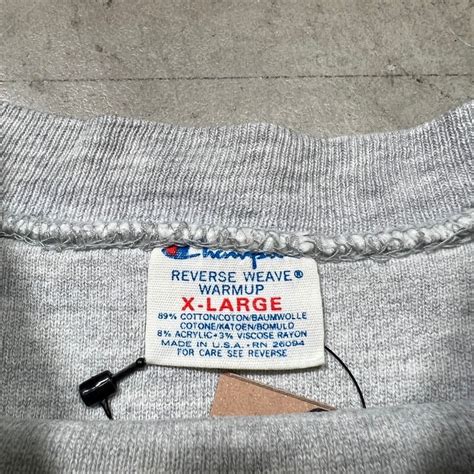 Champion
REVERSE WEAVE®
WARMUP
X-LARGE
89% COTTON/COTON/BAUMWOLLE
COTONE/KATOEN/BOMULD
8% ACRYLIC • 3% VISCOSE RAYON
MADE IN U.S.A. • RN 26094
FOR CARE SEE REVERSE